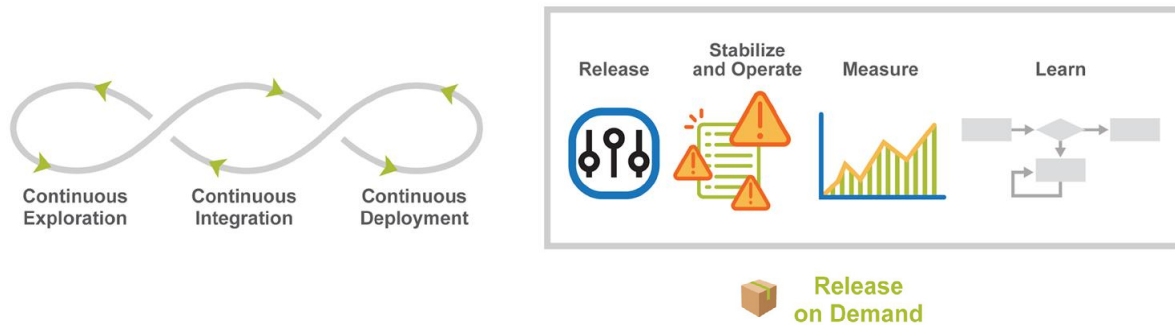 Continuous
Exploration
Continuous
Integration
Continuous
Deployment
Release
Stabilize
and Operate
Measure
Learn
Release
on Demand